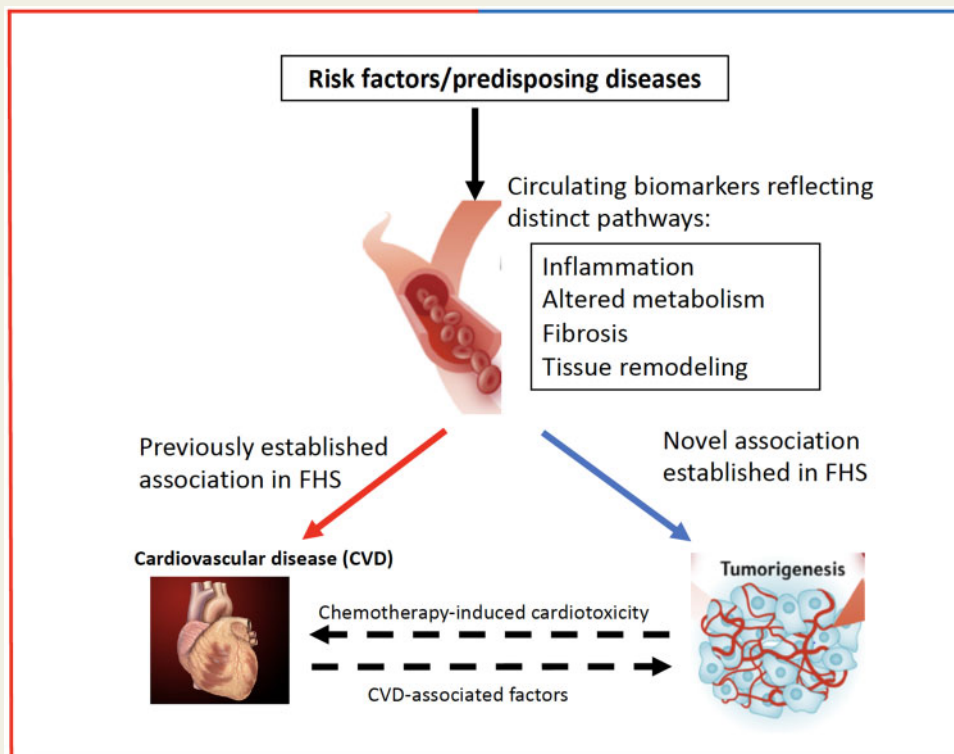 Risk factors/predisposing diseases
Circulating biomarkers reflecting
distinct pathways:
Inflammation
Altered metabolism
Fibrosis
Tissue remodeling
Previously established
association in FHS
Novel association
established in FHS
Cardiovascular disease (CVD)
Tumorigenesis
Chemotherapy-induced cardiotoxicity
CVD-associated factors